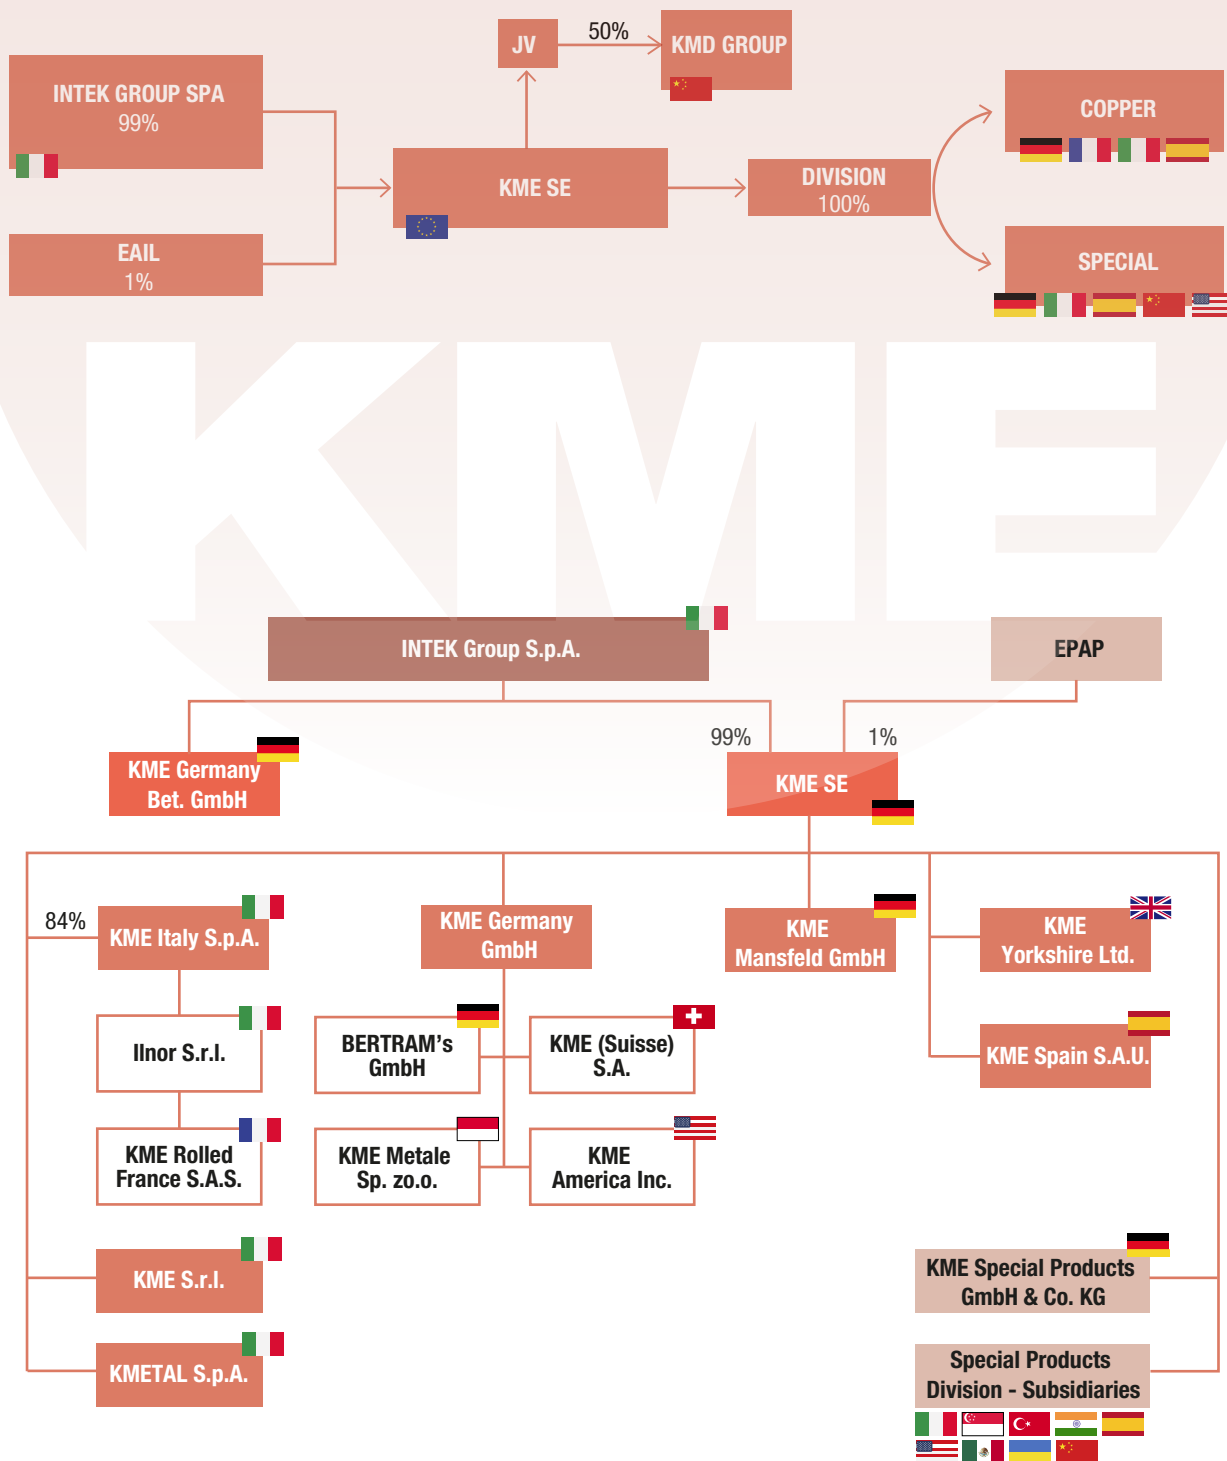 JV
50%
KMD GROUP
INTEK GROUP SPA
99%
COPPER
KME SE
DIVISION
100%
EAIL
1%
SPECIAL
KME
INTEK Group S.p.A.
EPAP
99%
1%
KME Germany
Bet. GmbH
KME SE
84%
KME Italy S.p.A.
KME Germany
GmbH
KME
Mansfeld GmbH
KME
Yorkshire Ltd.
Ilnor S.r.l.
BERTRAM's
GmbH
KME (Suisse)
S.A.
KME Spain S.A.U.
KME Rolled
France S.A.S.
KME Metale
Sp. zo.o.
KME
America Inc.
KME S.r.l.
KME Special Products
GmbH & Co. KG
KMETAL S.p.A.
Special Products
Division - Subsidiaries